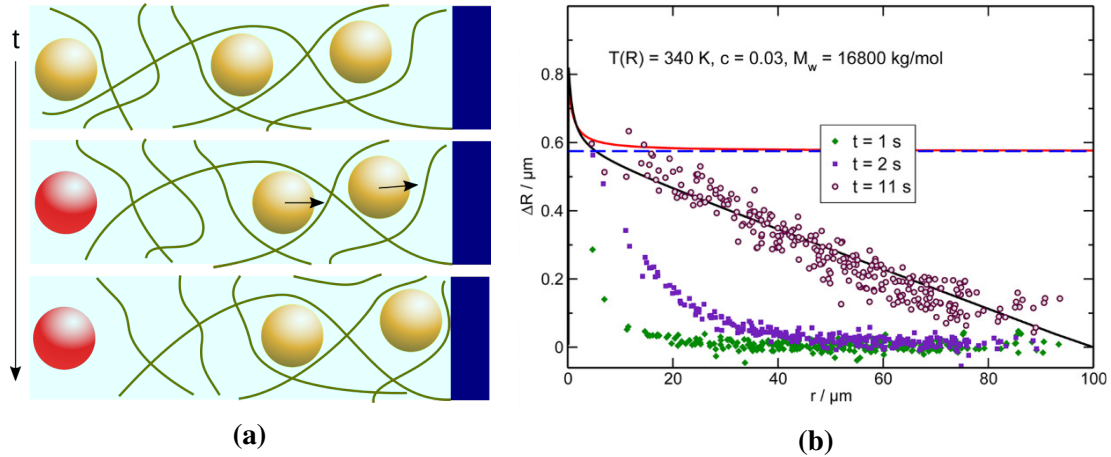 t
(a)
T(R) = 340 K, c = 0.03, M_w = 16800 kg/mol
t = 1 s
t = 2 s
t = 11 s
ΔR / μm
0.8
0.6
0.4
0.2
0
0 20 40 60 80 100
r / μm
(b)